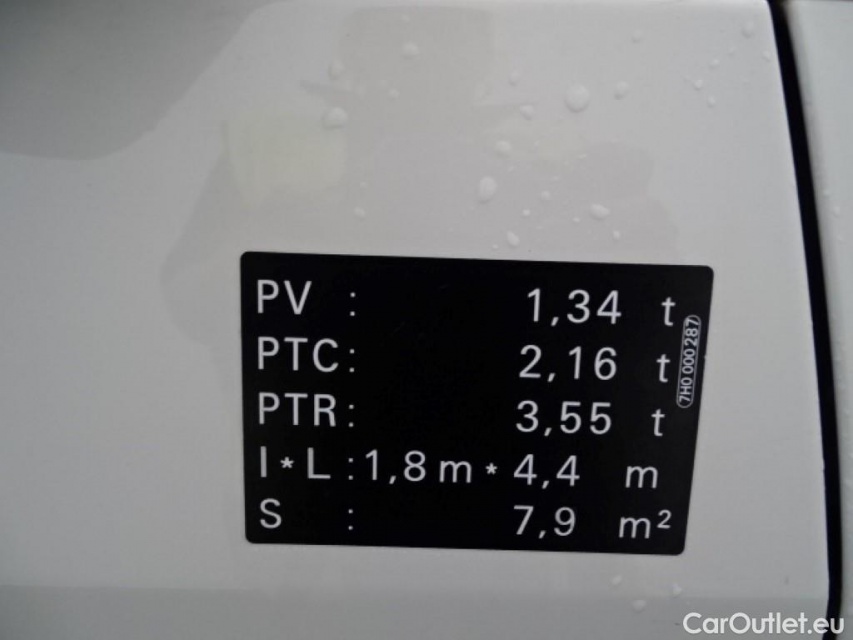 PV : 1,34 t
PTC: 2,16 t
PTR: 3,55 t
l*L :1,8 m * 4,4 m
S : 7,9 m²
7H0 000 287
CarOutlet.eu